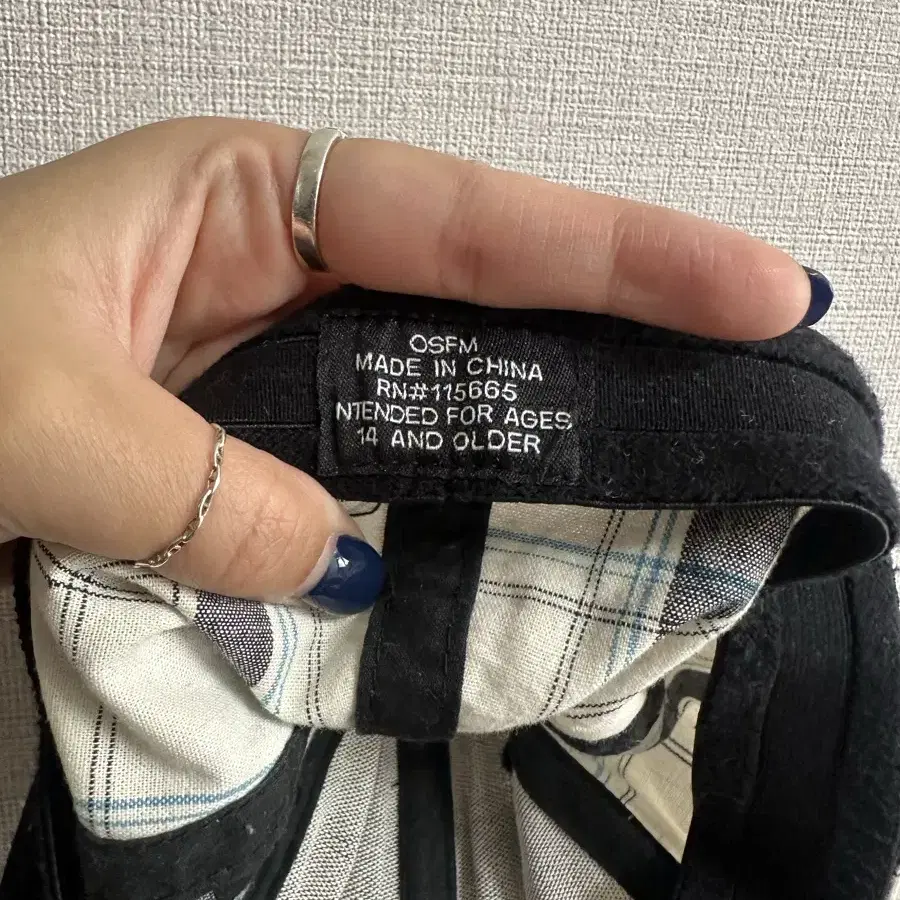 OSFM
MADE IN CHINA
RN#115665
NTENDED FOR AGES
14 AND OLDER